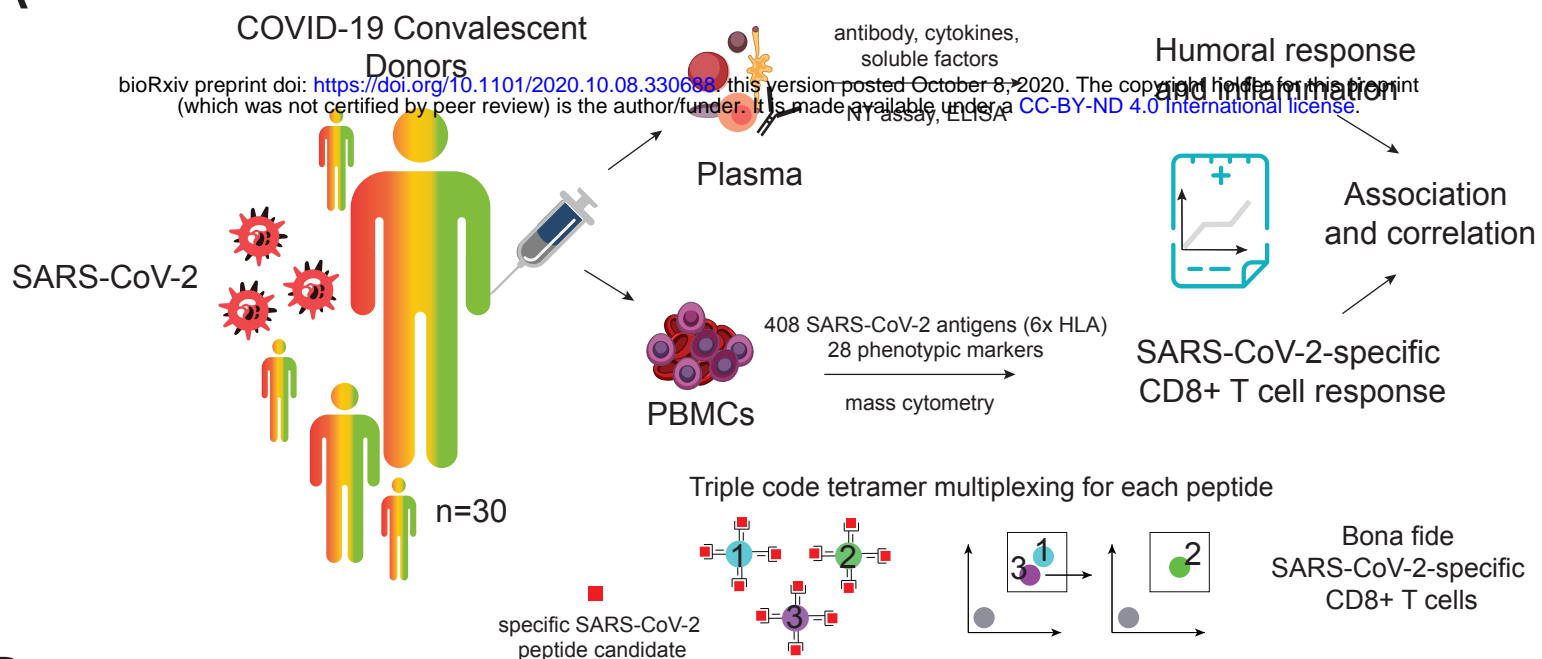 COVID-19 Convalescent
Donors
bioRxiv preprint doi: https://doi.org/10.1101/2020.10.08.330688. this version posted October 8, 2020. The copyright holder for this preprint
(which was not certified by peer review) is the author/funder. It is made available under a CC-BY-ND 4.0 International license.
antibody, cytokines,
soluble factors
NT assay, ELISA
Humoral response
and inflammation
Plasma
Association
and correlation
SARS-CoV-2
408 SARS-CoV-2 antigens (6x HLA)
28 phenotypic markers
mass cytometry
PBMCs
SARS-CoV-2-specific
CD8+ T cell response
n=30
Triple code tetramer multiplexing for each peptide
1
2
3
specific SARS-CoV-2
peptide candidate
1
3
2
Bona fide
SARS-CoV-2-specific
CD8+ T cells